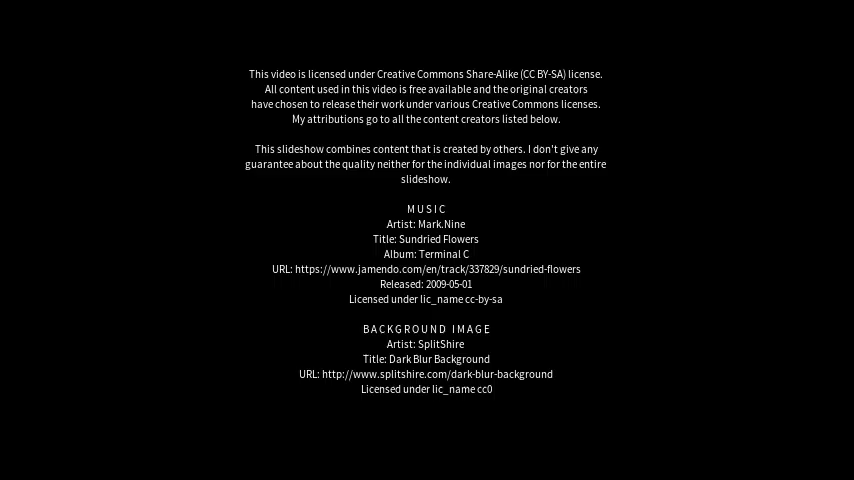 This video is licensed under Creative Commons Share-Alike (CC BY-SA) license.
All content used in this video is free available and the original creators
have chosen to release their work under various Creative Commons licenses.
My attributions go to all the content creators listed below.
This slideshow combines content that is created by others. I don't give any
guarantee about the quality neither for the individual images nor for the entire
slideshow.
MUSIC
Artist: Mark.Nine
Title: Sundried Flowers
Album: Terminal C
URL: https://www.jamendo.com/en/track/337829/sundried-flowers
Released: 2009-05-01
Licensed under lic_name cc-by-sa
BACKGROUND IMAGE
Artist: SplitShire
Title: Dark Blur Background
URL: http://www.splitshire.com/dark-blur-background
Licensed under lic_name cc0